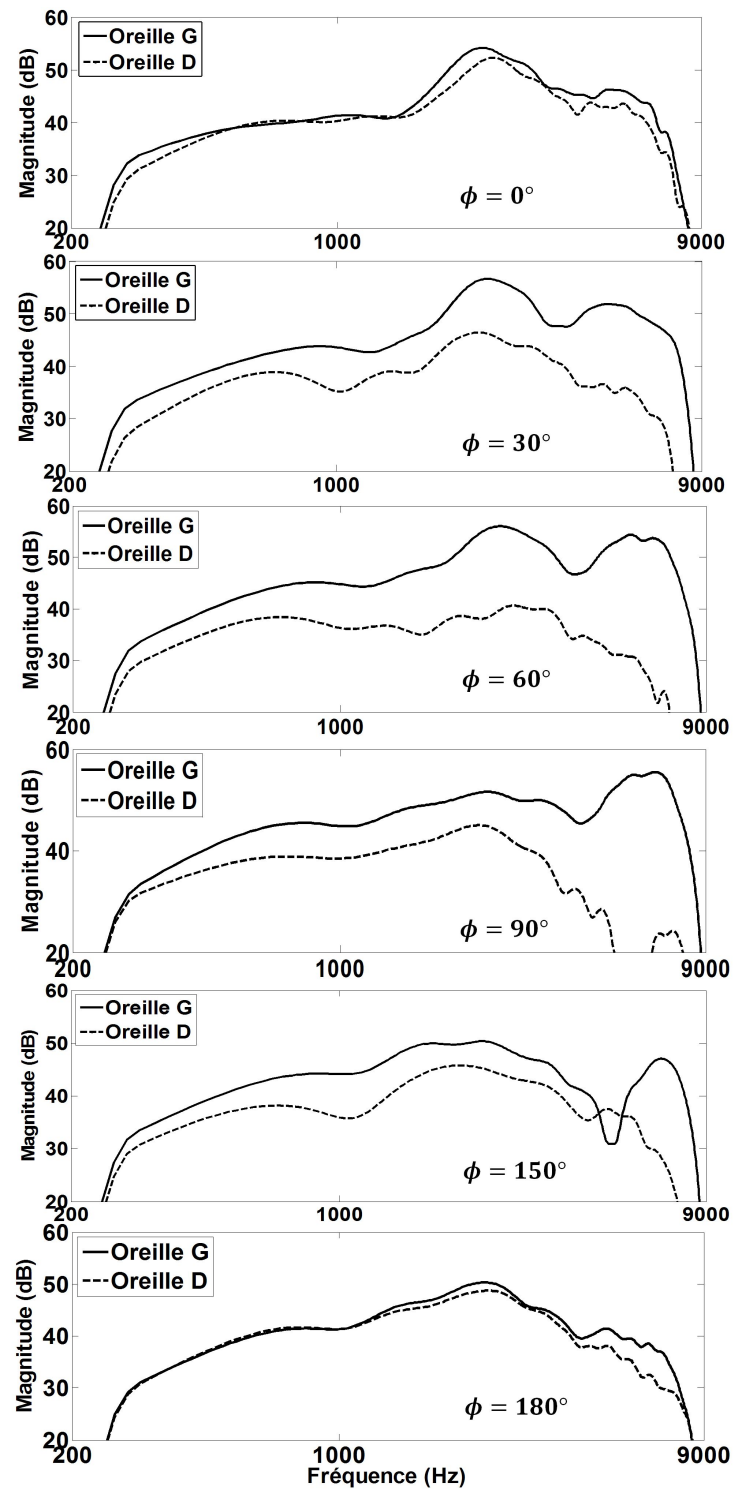 60
50
40
30
20
Magnitude (dB)
Oreille G
Oreille D
ϕ = 0°
200
1000
9000
60
50
40
30
20
Magnitude (dB)
Oreille G
Oreille D
ϕ = 30°
200
1000
9000
60
50
40
30
20
Magnitude (dB)
Oreille G
Oreille D
ϕ = 60°
200
1000
9000
60
40
20
Magnitude (dB)
Oreille G
Oreille D
ϕ = 90°
200
1000
9000
60
50
40
30
20
Magnitude (dB)
Oreille G
Oreille D
ϕ = 150°
200
1000
9000
60
50
40
30
20
Magnitude (dB)
Oreille G
Oreille D
ϕ = 180°
200
1000
9000
Fréquence (Hz)